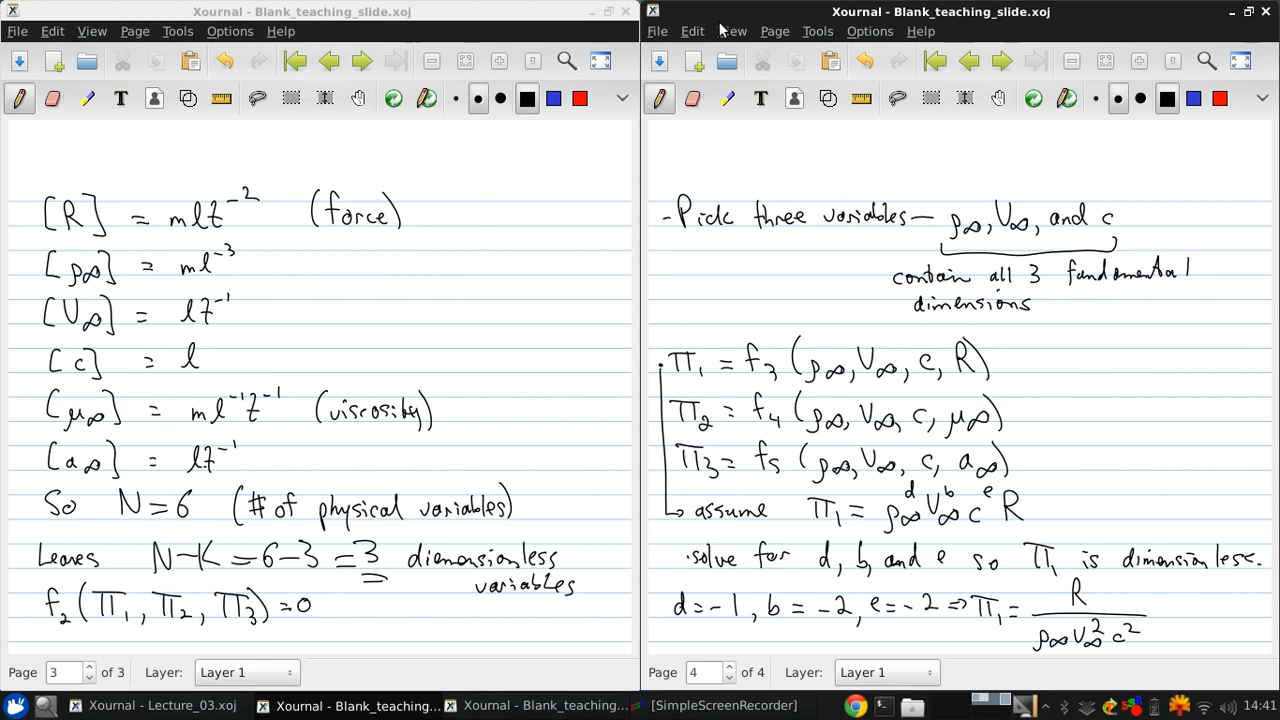 Xournal - Blank_teaching_slide.xoj
File Edit View Page Tools Options Help
[R] = mlt⁻² (force)
[ρ∞] = ml⁻³
[V∞] = lt⁻¹
[c] = l
[μ∞] = ml⁻¹t⁻¹ (viscosity)
[a∞] = lt⁻¹
So N=6 (# of physical variables)
Leaves N-K = 6-3 = 3 dimensionless
variables
f₂(π₁, π₂, π₃) = 0
Page 3 of 3 Layer: Layer 1
Xournal - Blank_teaching_slide.xoj
File Edit View Page Tools Options Help
- Pick three variables - ρ∞, V∞, and c
contain all 3 fundamental
dimensions
π₁ = f₃ (ρ∞, V∞, c, R)
π₂ = f₄ (ρ∞, V∞, c, μ∞)
π₃ = f₅ (ρ∞, V∞, c, a∞)
assume π₁ = ρ∞ᵈ V∞ᵇ cᵉ R
·solve for d, b, and e so π₁ is dimensionless.
d = -1, b = -2, e = -2 ⇒ π₁ = R / ρ∞ V∞² c²
Page 4 of 4 Layer: Layer 1
Xournal - Lecture_03.xoj Xournal - Blank_teaching... Xournal - Blank_teaching... [SimpleScreenRecorder] 14:41